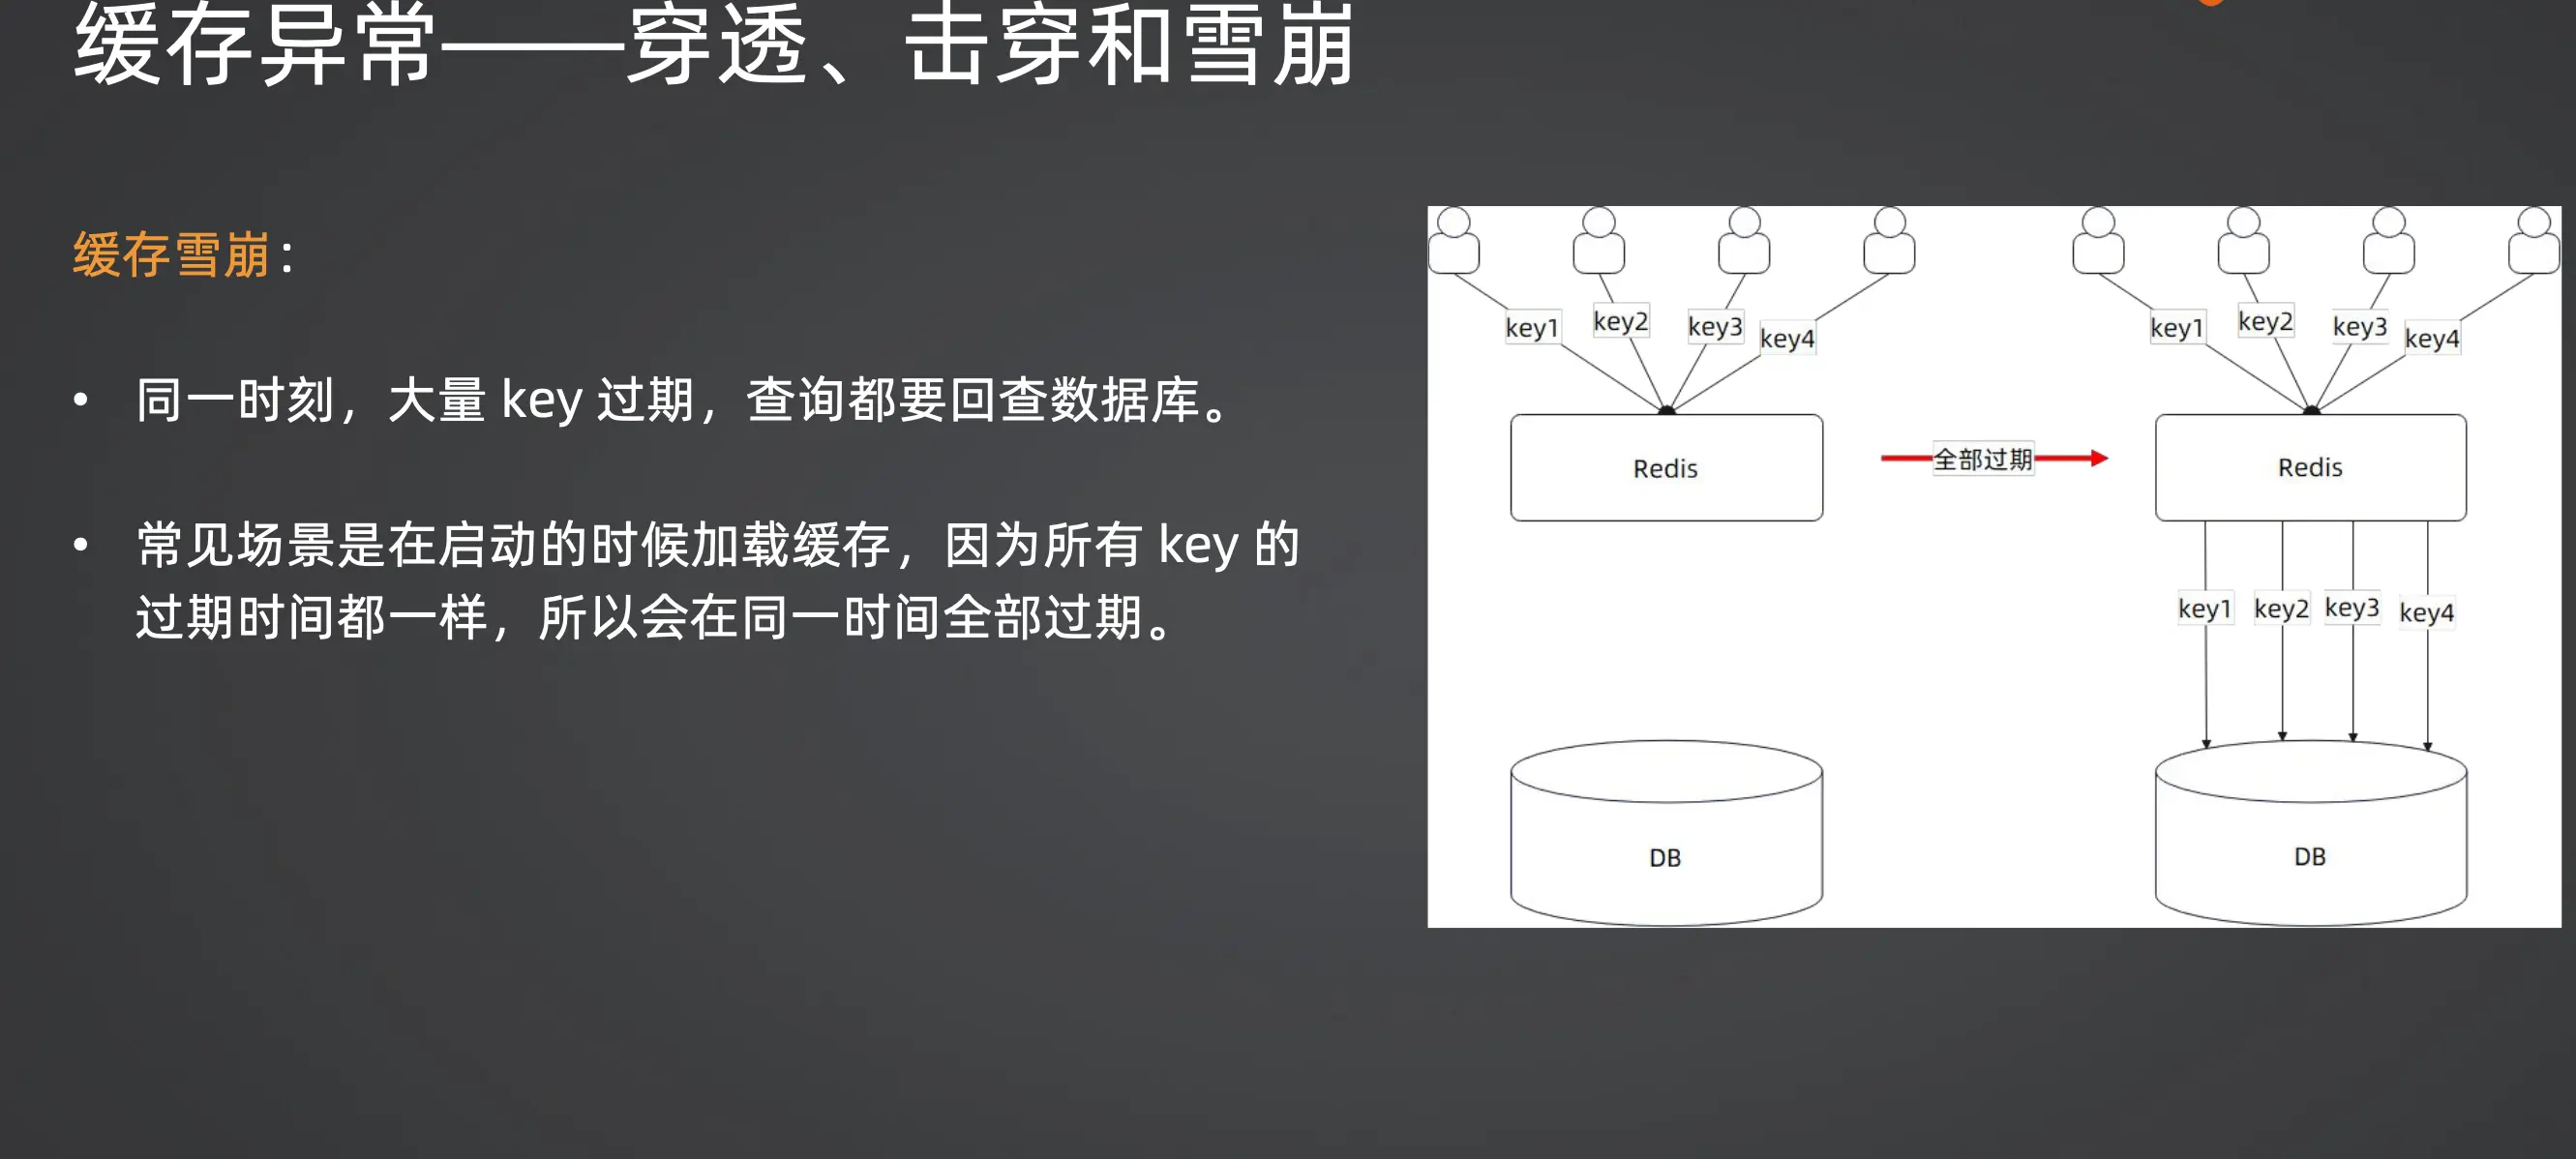 缓存异常——穿透、击穿和雪崩
缓存雪崩：
• 同一时刻，大量 key 过期，查询都要回查数据库。
• 常见场景是在启动的时候加载缓存，因为所有 key 的
过期时间都一样，所以会在同一时间全部过期。
key1
key2
key3
key4
Redis
DB
全部过期
key1
key2
key3
key4
Redis
key1
key2
key3
key4
DB